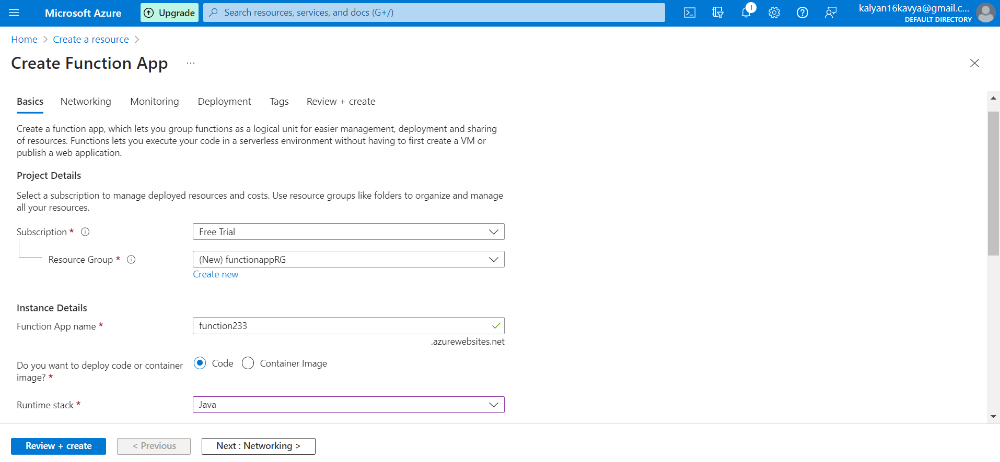 Microsoft Azure
Upgrade
Search resources, services, and docs (G+/)
1
kalyan16kavya@gmail.c...
DEFAULT DIRECTORY
Home > Create a resource >
Create Function App ...
Basics Networking Monitoring Deployment Tags Review + create
Create a function app, which lets you group functions as a logical unit for easier management, deployment and sharing
of resources. Functions lets you execute your code in a serverless environment without having to first create a VM or
publish a web application.
Project Details
Select a subscription to manage deployed resources and costs. Use resource groups like folders to organize and manage
all your resources.
Subscription *
Free Trial
Resource Group *
(New) functionappRG
Create new
Instance Details
Function App name *
function233
.azurewebsites.net
Do you want to deploy code or container
image? *
Code
Container Image
Runtime stack *
Java
Review + create
< Previous
Next : Networking >